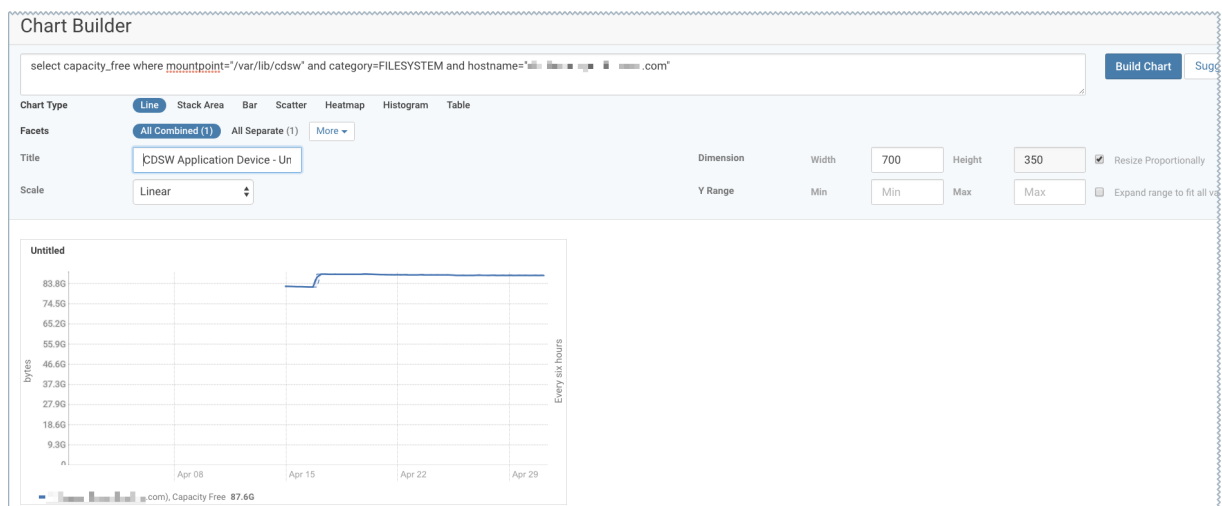 Chart Builder
select capacity_free where mountpoint="/var/lib/cdsw" and category=FILESYSTEM and hostname=" .com"
Build Chart
Chart Type Line Stack Area Bar Scatter Heatmap Histogram Table
Facets All Combined (1) All Separate (1) More
Title CDSW Application Device - Un Dimension Width 700 Height 350 Resize Proportionally
Scale Linear Y Range Min Min Max Max Expand range to fit all
Untitled
83.8G
74.5G
65.2G
55.9G
46.6G
37.3G
27.9G
18.6G
9.3G
0
bytes
Every six hours
Apr 08 Apr 15 Apr 22 Apr 29
.com), Capacity Free 87.6G